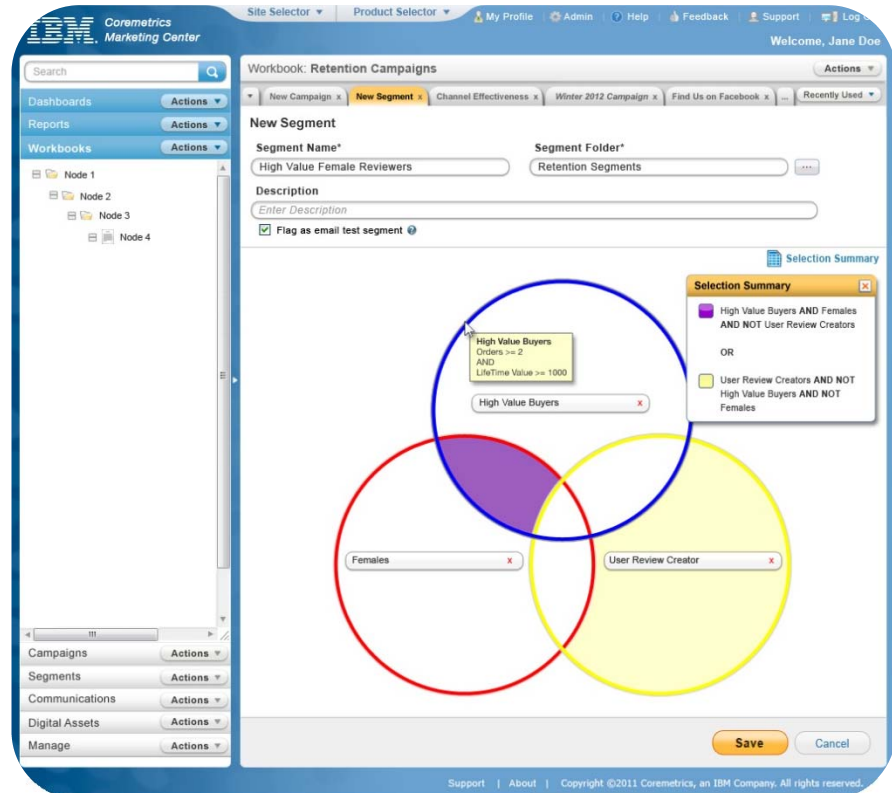 IBM Coremetrics
Marketing Center
Site Selector
Product Selector
My Profile
Admin
Help
Feedback
Support
Log
Welcome, Jane Doe
Search
Dashboards Actions
Reports Actions
Workbooks Actions
Node 1
Node 2
Node 3
Node 4
Campaigns Actions
Segments Actions
Communications Actions
Digital Assets Actions
Manage Actions
Workbook: Retention Campaigns Actions
New Campaign x New Segment x Channel Effectiveness x Winter 2012 Campaign x Find Us on Facebook x ... Recently Used
New Segment
Segment Name* Segment Folder*
High Value Female Reviewers Retention Segments ...
Description
Enter Description
Flag as email test segment ?
Selection Summary
Selection Summary x
High Value Buyers AND Females
AND NOT User Review Creators
OR
User Review Creators AND NOT
High Value Buyers AND NOT
Females
High Value Buyers
Orders >= 2
AND
LifeTime Value >= 1000
High Value Buyers x
Females x
User Review Creator x
Save Cancel
Support | About | Copyright ©2011 Coremetrics, an IBM Company. All rights reserved.